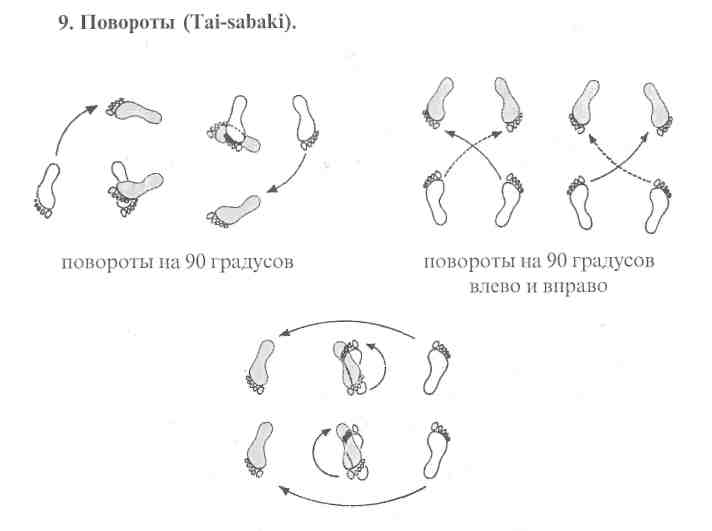 9. Повороты (Tai-sabaki).
повороты на 90 градусов
повороты на 90 градусов
влево и вправо